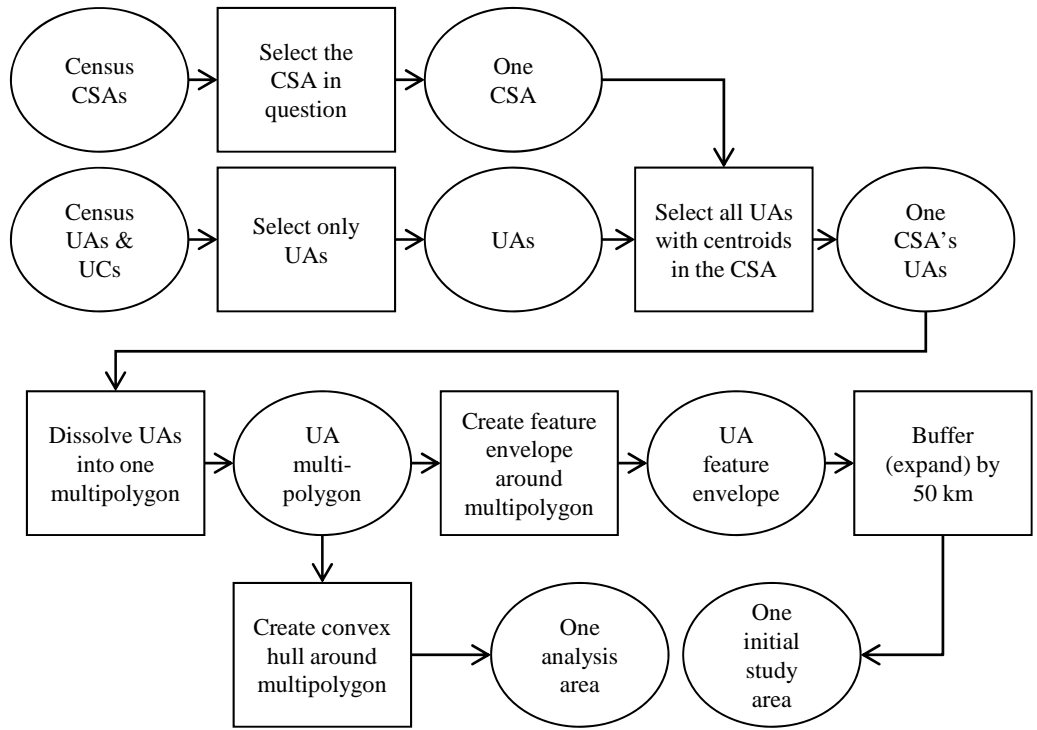 Census
CSAs
Select the
CSA in
question
One
CSA
Census
UAs &
UCs
Select only
UAs
UAs
Select all UAs
with centroids
in the CSA
One
CSA's
UAs
Dissolve UAs
into one
multipolygon
UA
multi-
polygon
Create feature
envelope
around
multipolygon
UA
feature
envelope
Buffer
(expand) by
50 km
Create convex
hull around
multipolygon
One
analysis
area
One
initial
study
area